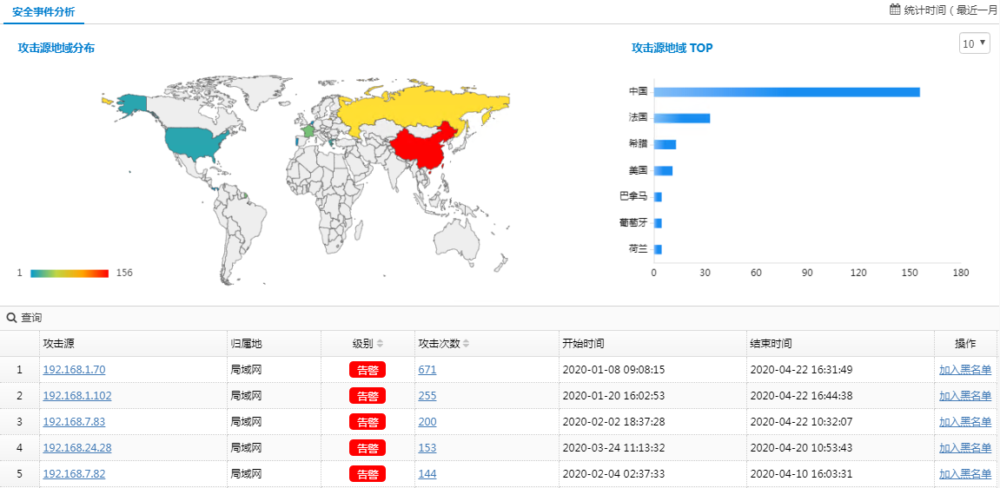 安全事件分析
统计时间 ( 最近一月
攻击源地域分布
攻击源地域 TOP
10
中国
法国
希腊
美国
巴拿马
葡萄牙
荷兰
0 30 60 90 120 150 180
1 156
查询
攻击源 归属地 级别 攻击次数 开始时间 结束时间 操作
1 192.168.1.70 局域网 告警 671 2020-01-08 09:08:15 2020-04-22 16:31:49 加入黑名单
2 192.168.1.102 局域网 告警 255 2020-01-20 16:02:53 2020-04-22 16:44:38 加入黑名单
3 192.168.7.83 局域网 告警 200 2020-02-02 18:37:28 2020-04-22 10:32:07 加入黑名单
4 192.168.24.28 局域网 告警 153 2020-03-24 11:13:32 2020-04-20 10:53:43 加入黑名单
5 192.168.7.82 局域网 告警 144 2020-02-04 02:37:33 2020-04-10 16:03:31 加入黑名单